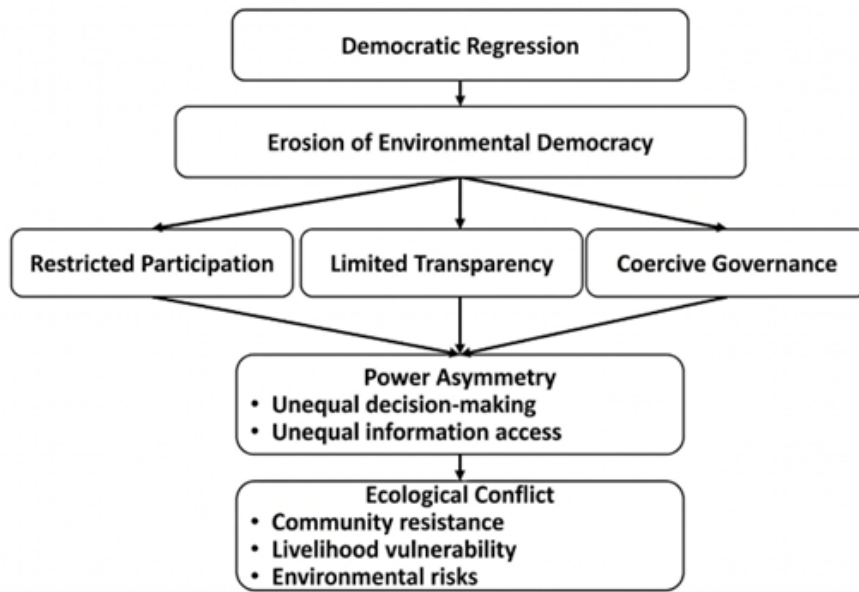 Democratic Regression
Erosion of Environmental Democracy
Restricted Participation
Limited Transparency
Coercive Governance
Power Asymmetry
• Unequal decision-making
• Unequal information access
Ecological Conflict
• Community resistance
• Livelihood vulnerability
• Environmental risks